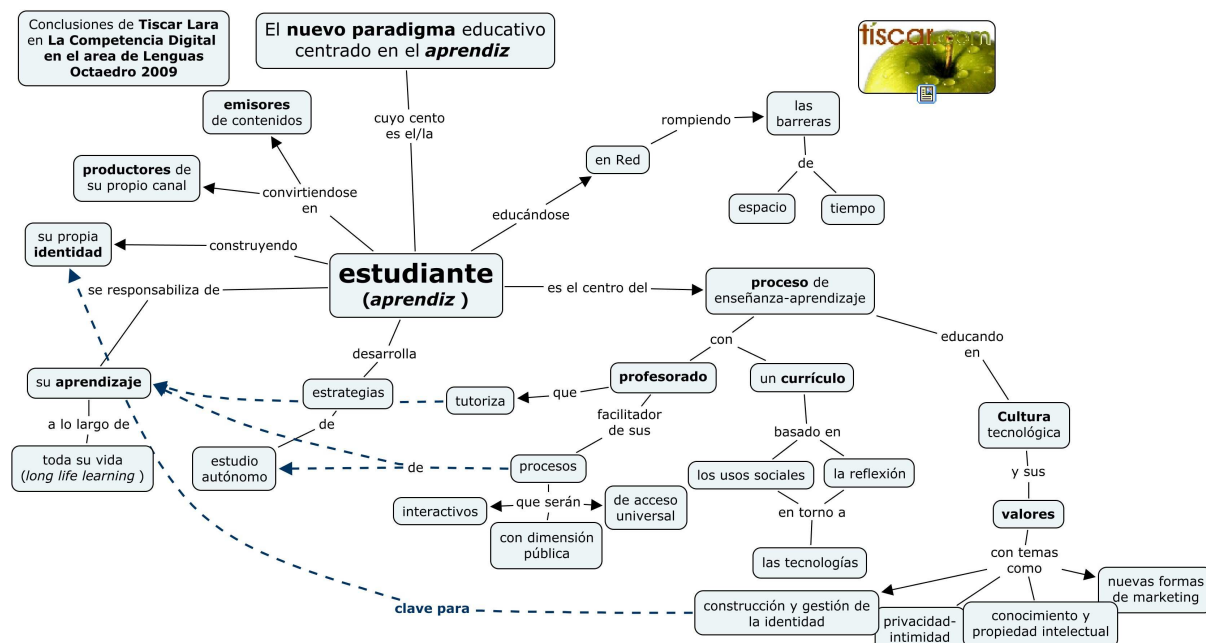 Conclusiones de Tiscar Lara
en La Competencia Digital
en el area de Lenguas
Octaedro 2009
El nuevo paradigma educativo
centrado en el aprendiz
tiscar.com
emisores
de contenidos
cuyo cento
es el/la
rompiendo
las
barreras
en Red
de
productores de
su propio canal
convirtiendose
en
espacio
tiempo
educándose
su propia
identidad
construyendo
estudiante
(aprendiz )
es el centro del
proceso de
enseñanza-aprendizaje
se responsabiliza de
educando
en
con
desarrolla
su aprendizaje
estrategias
tutoriza
que
profesorado
un currículo
a lo largo de
de
facilitador
de sus
basado en
Cultura
tecnológica
toda su vida
(long life learning )
estudio
autónomo
de
procesos
los usos sociales
la reflexión
y sus
interactivos
que serán
de acceso
universal
en torno a
valores
con dimensión
pública
las tecnologías
con temas
como
nuevas formas
de marketing
clave para
construcción y gestión de
la identidad
privacidad-
intimidad
conocimiento y
propiedad intelectual